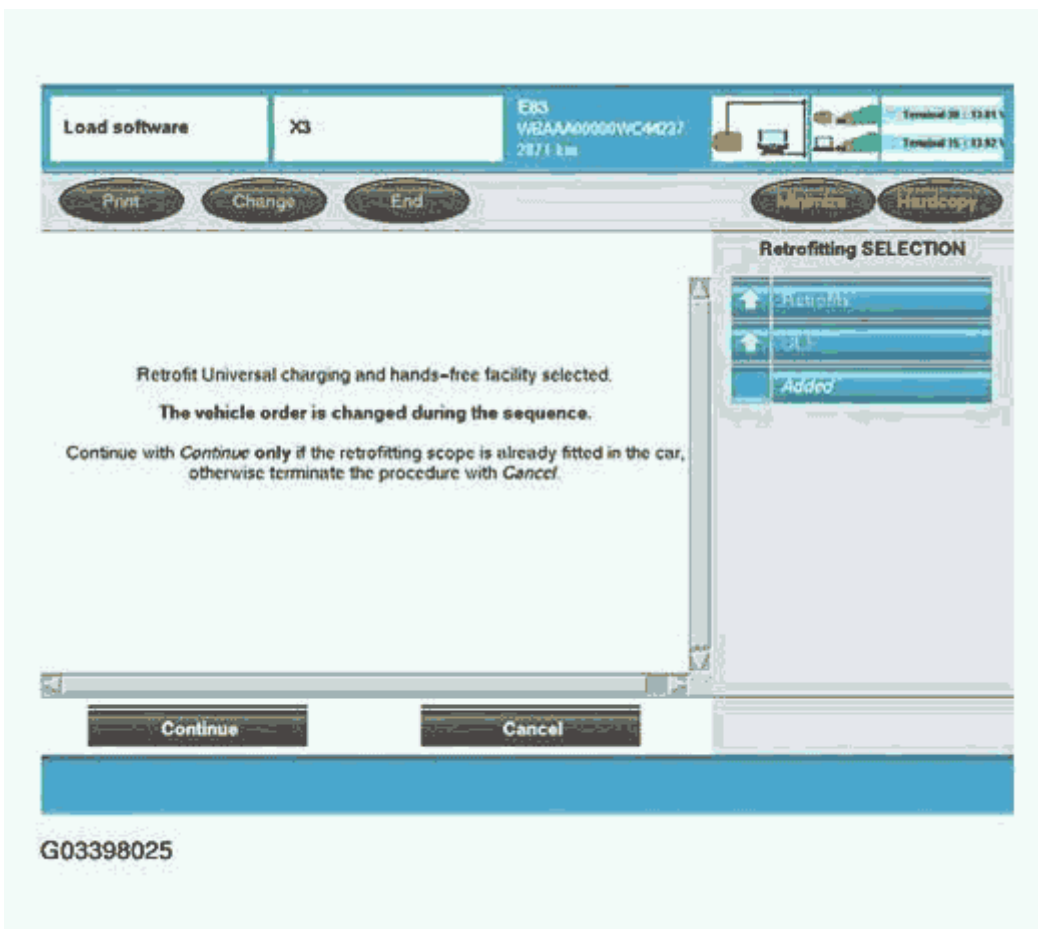 Load software
X3
E83
2871 km
Print
Change
End
Minimize
Hardcopy
Retrofitting SELECTION
Retrofits
Added
Retrofit Universal charging and hands-free facility selected.
The vehicle order is changed during the sequence.
Continue with Continue only if the retrofitting scope is already fitted in the car,
otherwise terminate the procedure with Cancel.
Continue
Cancel
G03398025